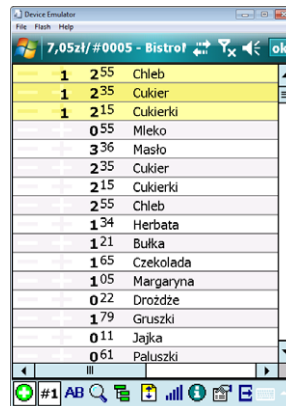 Device Emulator
File Flash Help
7,05zł/#0005 - Bistro! ok
1 2 55 Chleb
1 2 35 Cukier
1 2 15 Cukierki
0 55 Mleko
3 36 Masło
2 35 Cukier
2 15 Cukierki
2 55 Chleb
1 34 Herbata
1 21 Bułka
1 65 Czekolada
1 05 Margaryna
0 22 Drożdże
1 79 Gruszki
0 11 Jajka
0 61 Paluszki
#1 AB